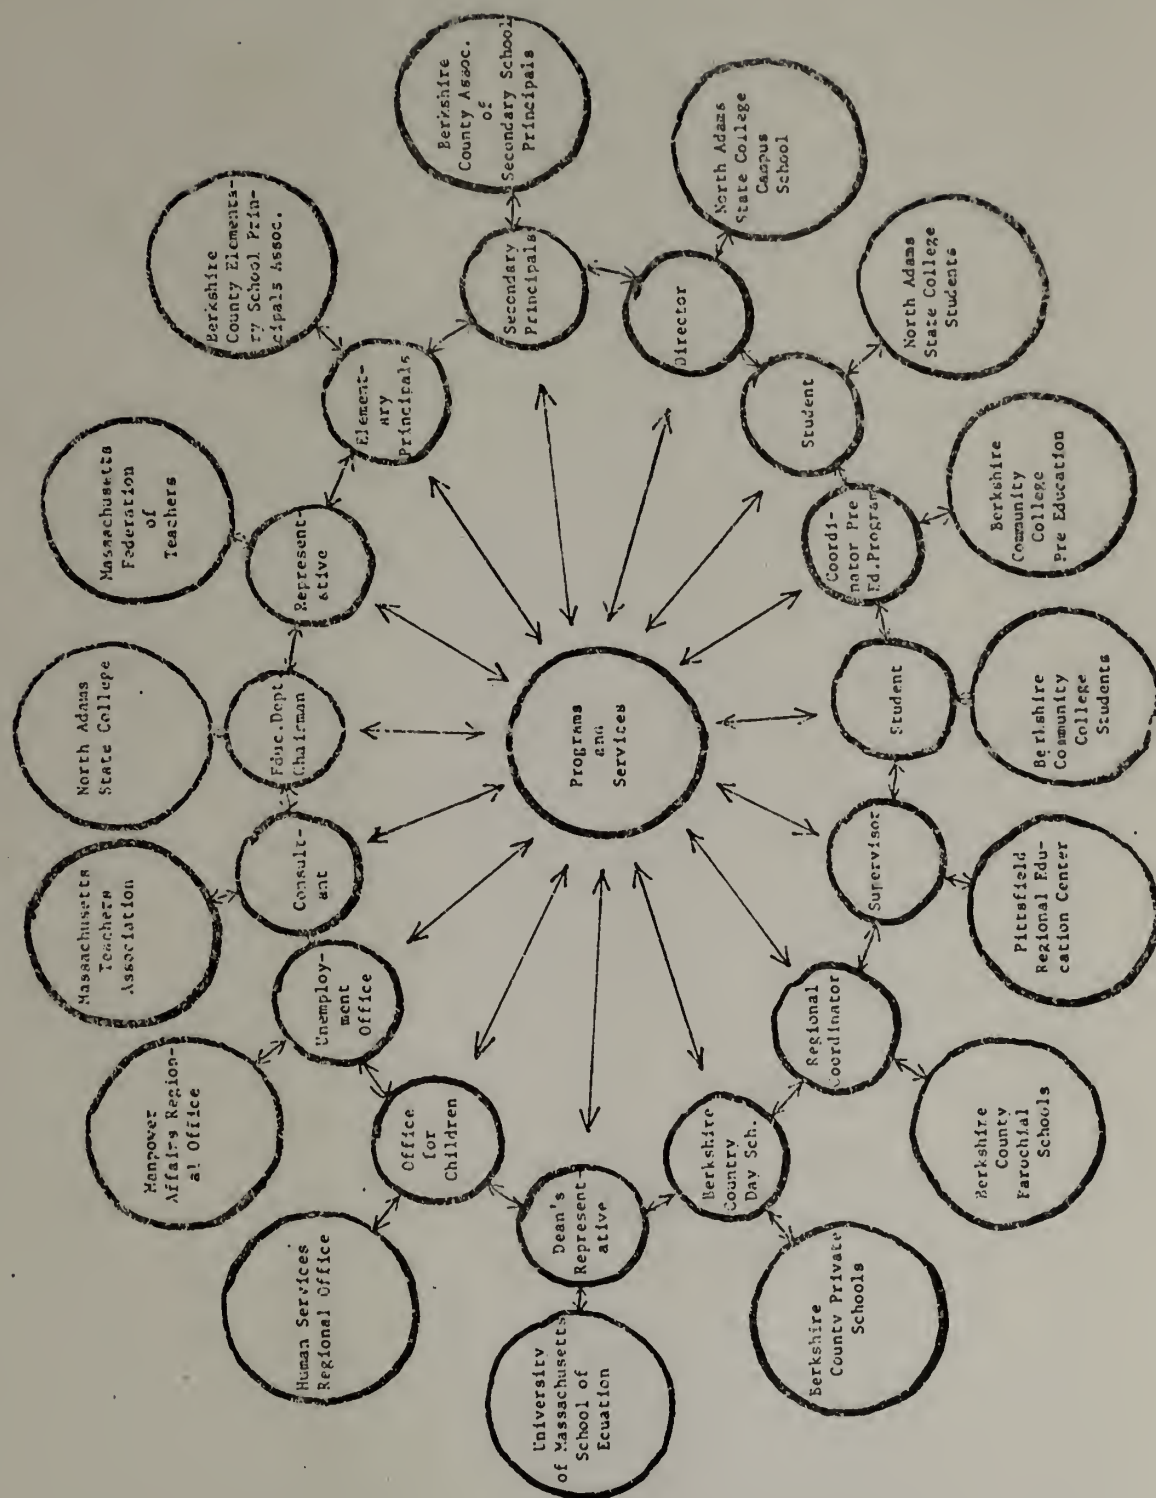 North Adams
State College
Massachusetts
Teachers
Association
Massachusetts
Federation
of
Teachers
Manpower
Affairs Region-
al Office
Berkshire
County Elementa-
ry School Prin-
cipals Assoc.
Human Services
Regional Office
Berkshire
County Assoc.
of
Secondary School
Principals
University
of Massachusetts
School of
Ecuation
Educ.Dept
Chairman
Consult-
ant
Represent-
ative
Unemploy-
ment
Office
Element-
ary
Principals
Office
for
Children
Secondary
Principals
Dean's
Represent-
ative
Programs
and
Services
Director
Berkshire
Country
Day Sch.
Student
Regional
Coordinator
Coordi-
nator Pre
Ed.Program
Supervisor
Student
North Adams
State College
Campus
School
Berkshire
County Private
Schools
North Adams
State College
Students
Berkshire
County
Parochial
Schools
Berkshire
Community
College
Pre Education
Pittsfield
Regional Edu-
cation Center
Berkshire
Community
College
Students